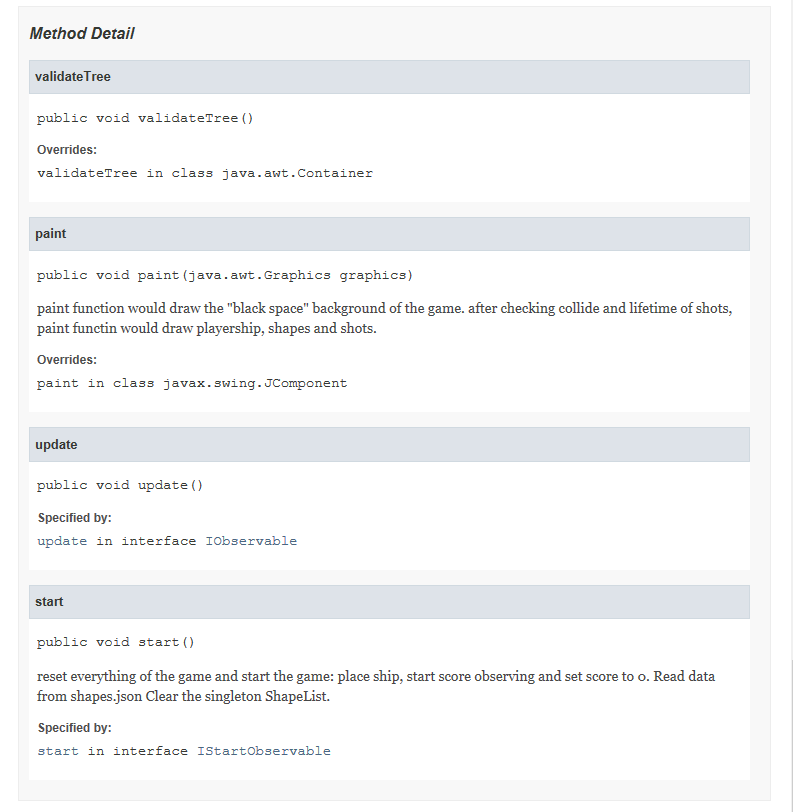 Method Detail
validateTree
public void validateTree()
Overrides:
validateTree in class java.awt.Container
paint
public void paint(java.awt.Graphics graphics)
paint function would draw the "black space" background of the game. after checking collide and lifetime of shots,
paint functin would draw playership, shapes and shots.
Overrides:
paint in class javax.swing.JComponent
update
public void update()
Specified by:
update in interface IObservable
start
public void start()
reset everything of the game and start the game: place ship, start score observing and set score to 0. Read data
from shapes.json Clear the singleton ShapeList.
Specified by:
start in interface IStartObservable